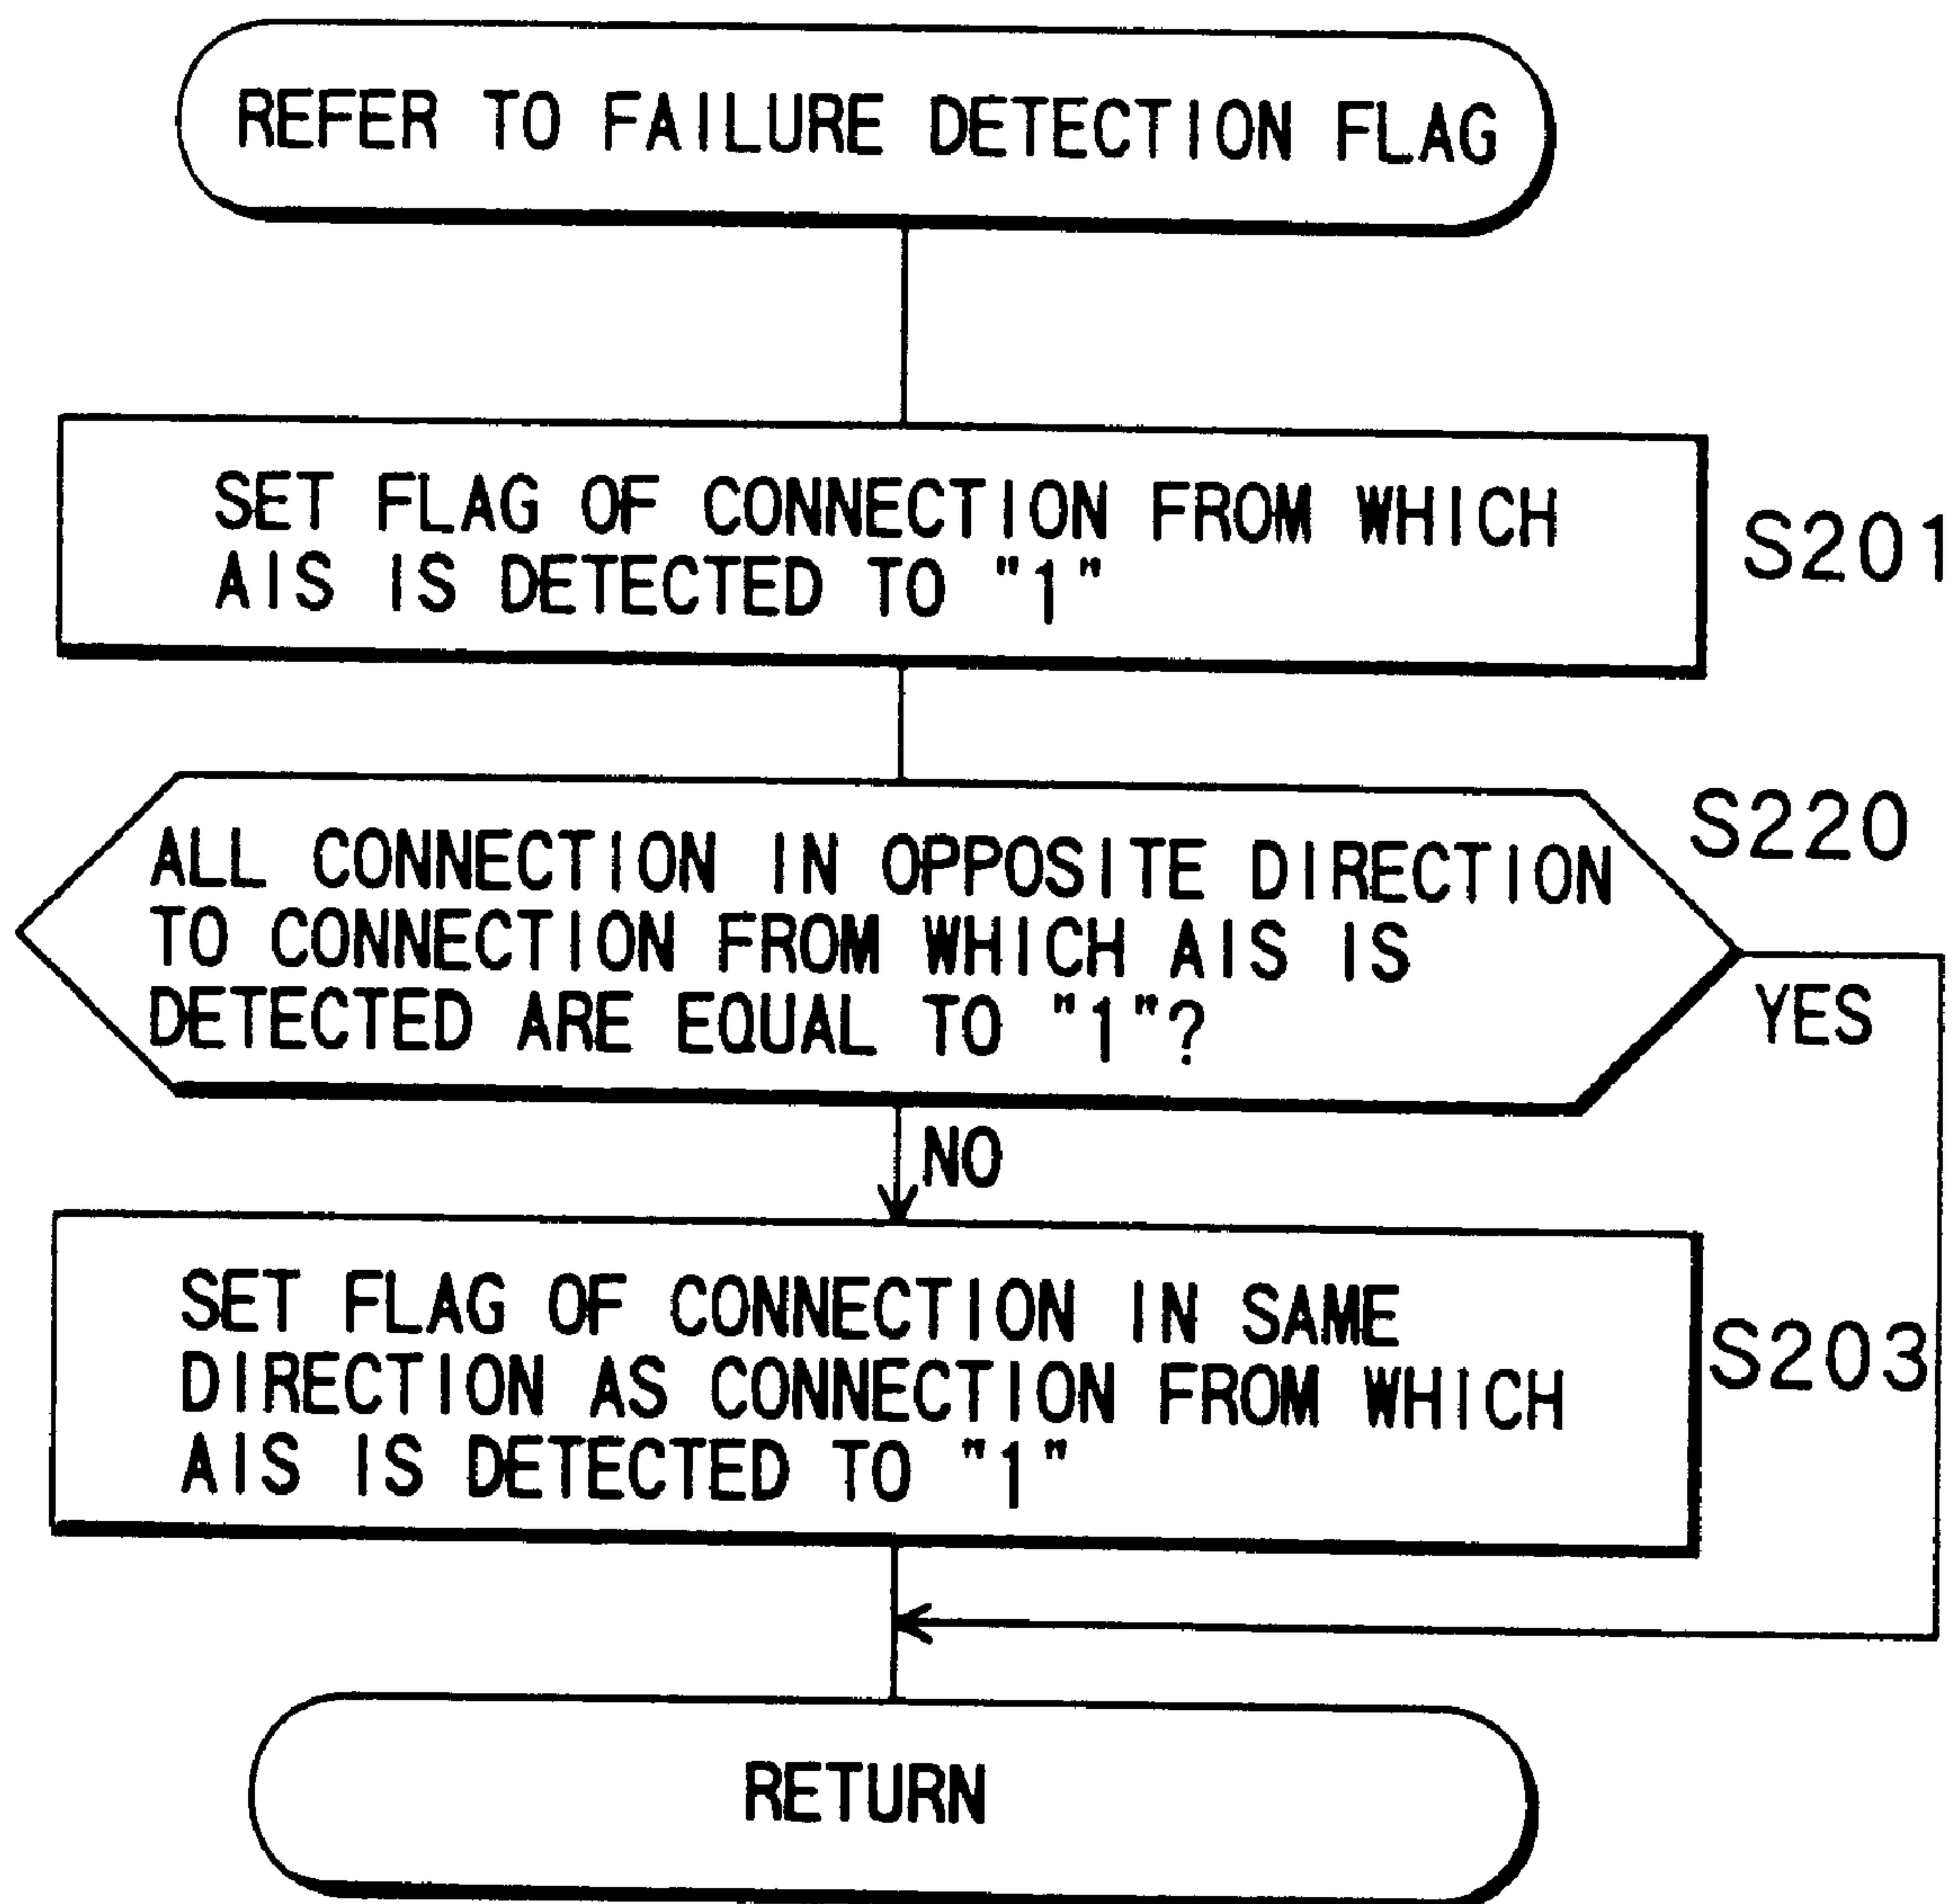 REFER TO FAILURE DETECTION FLAG
SET FLAG OF CONNECTION FROM WHICH
AIS IS DETECTED TO "1"
S201
S220
ALL CONNECTION IN OPPOSITE DIRECTION
TO CONNECTION FROM WHICH AIS IS
DETECTED ARE EQUAL TO "1"?
YES
NO
SET FLAG OF CONNECTION IN SAME
DIRECTION AS CONNECTION FROM WHICH
AIS IS DETECTED TO "1"
S203
RETURN